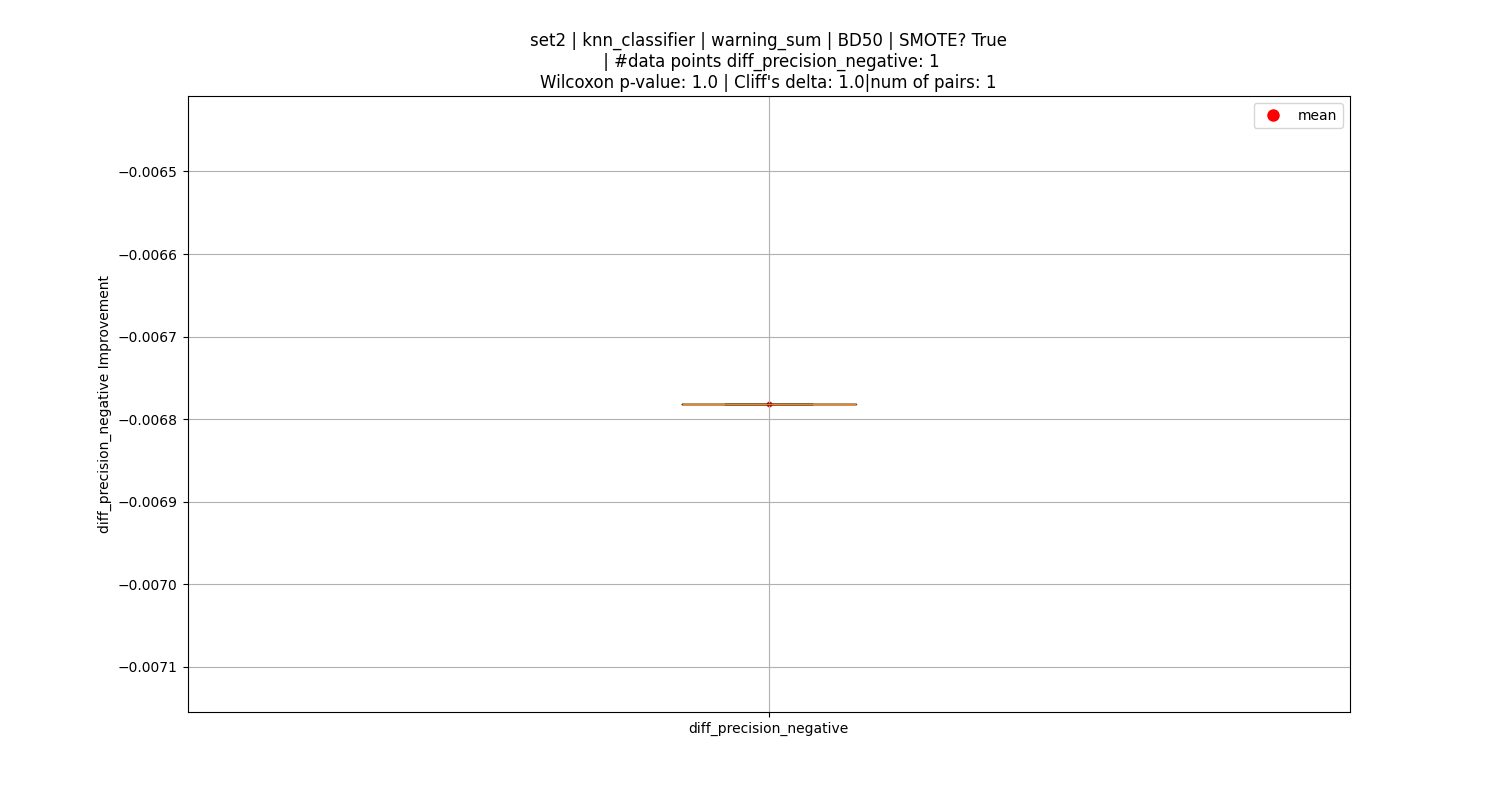 set2 | knn_classifier | warning_sum | BD50 | SMOTE? True
| #data points diff_precision_negative: 1
Wilcoxon p-value: 1.0 | Cliff's delta: 1.0|num of pairs: 1
mean
−0.0065
−0.0066
−0.0067
−0.0068
−0.0069
−0.0070
−0.0071
diff_precision_negative Improvement
diff_precision_negative